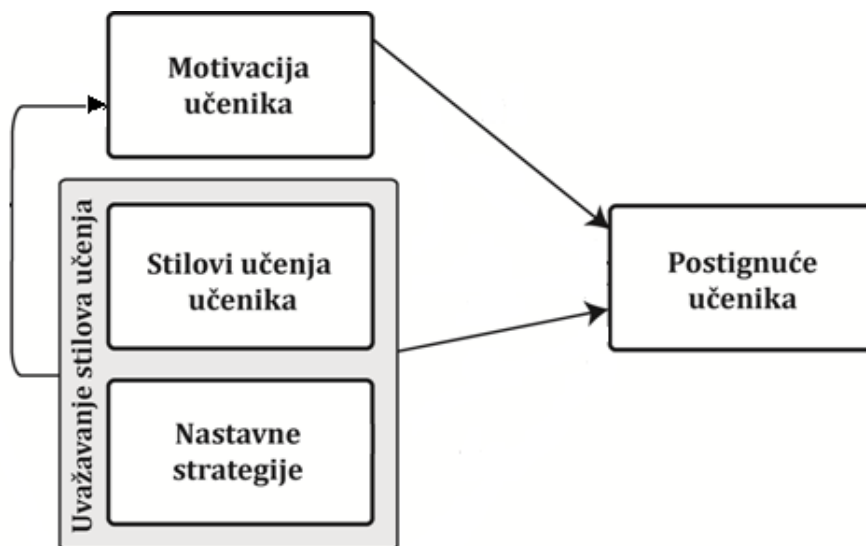 Motivacija
učenika
Uvažavanje stilova učenja
Stilovi učenja
učenika
Nastavne
strategije
Postignuće
učenika